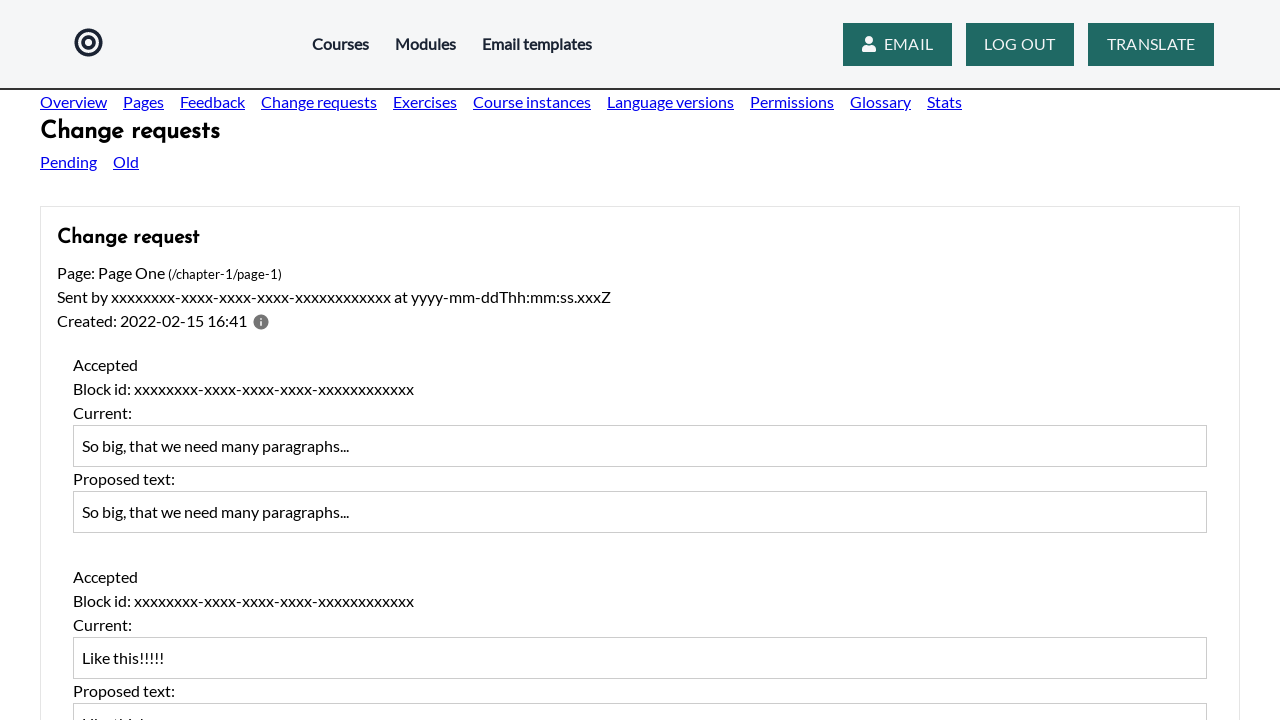 Courses Modules Email templates EMAIL LOG OUT TRANSLATE
Overview Pages Feedback Change requests Exercises Course instances Language versions Permissions Glossary Stats
Change requests
Pending Old
Change request
Page: Page One (/chapter-1/page-1)
Sent by xxxxxxxx-xxxx-xxxx-xxxx-xxxxxxxxxxxx at yyyy-mm-ddThh:mm:ss.xxxZ
Created: 2022-02-15 16:41
Accepted
Block id: xxxxxxxx-xxxx-xxxx-xxxx-xxxxxxxxxxxx
Current:
So big, that we need many paragraphs...
Proposed text:
So big, that we need many paragraphs...
Accepted
Block id: xxxxxxxx-xxxx-xxxx-xxxx-xxxxxxxxxxxx
Current:
Like this!!!!!
Proposed text: